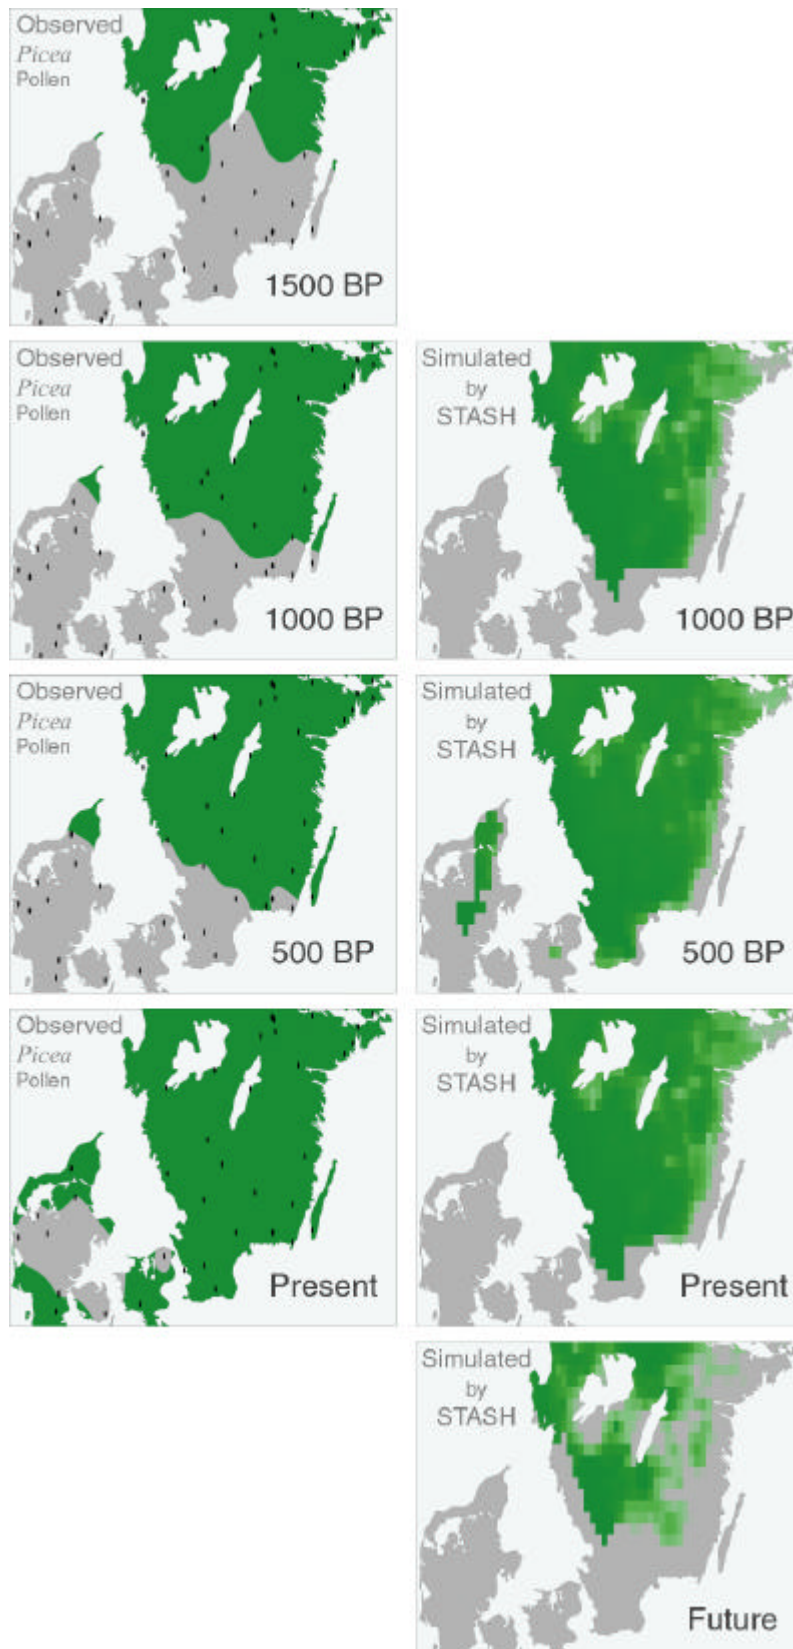 Observed
Picea
Pollen
1500 BP
Observed
Picea
Pollen
1000 BP
Simulated
by
STASH
1000 BP
Observed
Picea
Pollen
500 BP
Simulated
by
STASH
500 BP
Observed
Picea
Pollen
Present
Simulated
by
STASH
Present
Simulated
by
STASH
Future